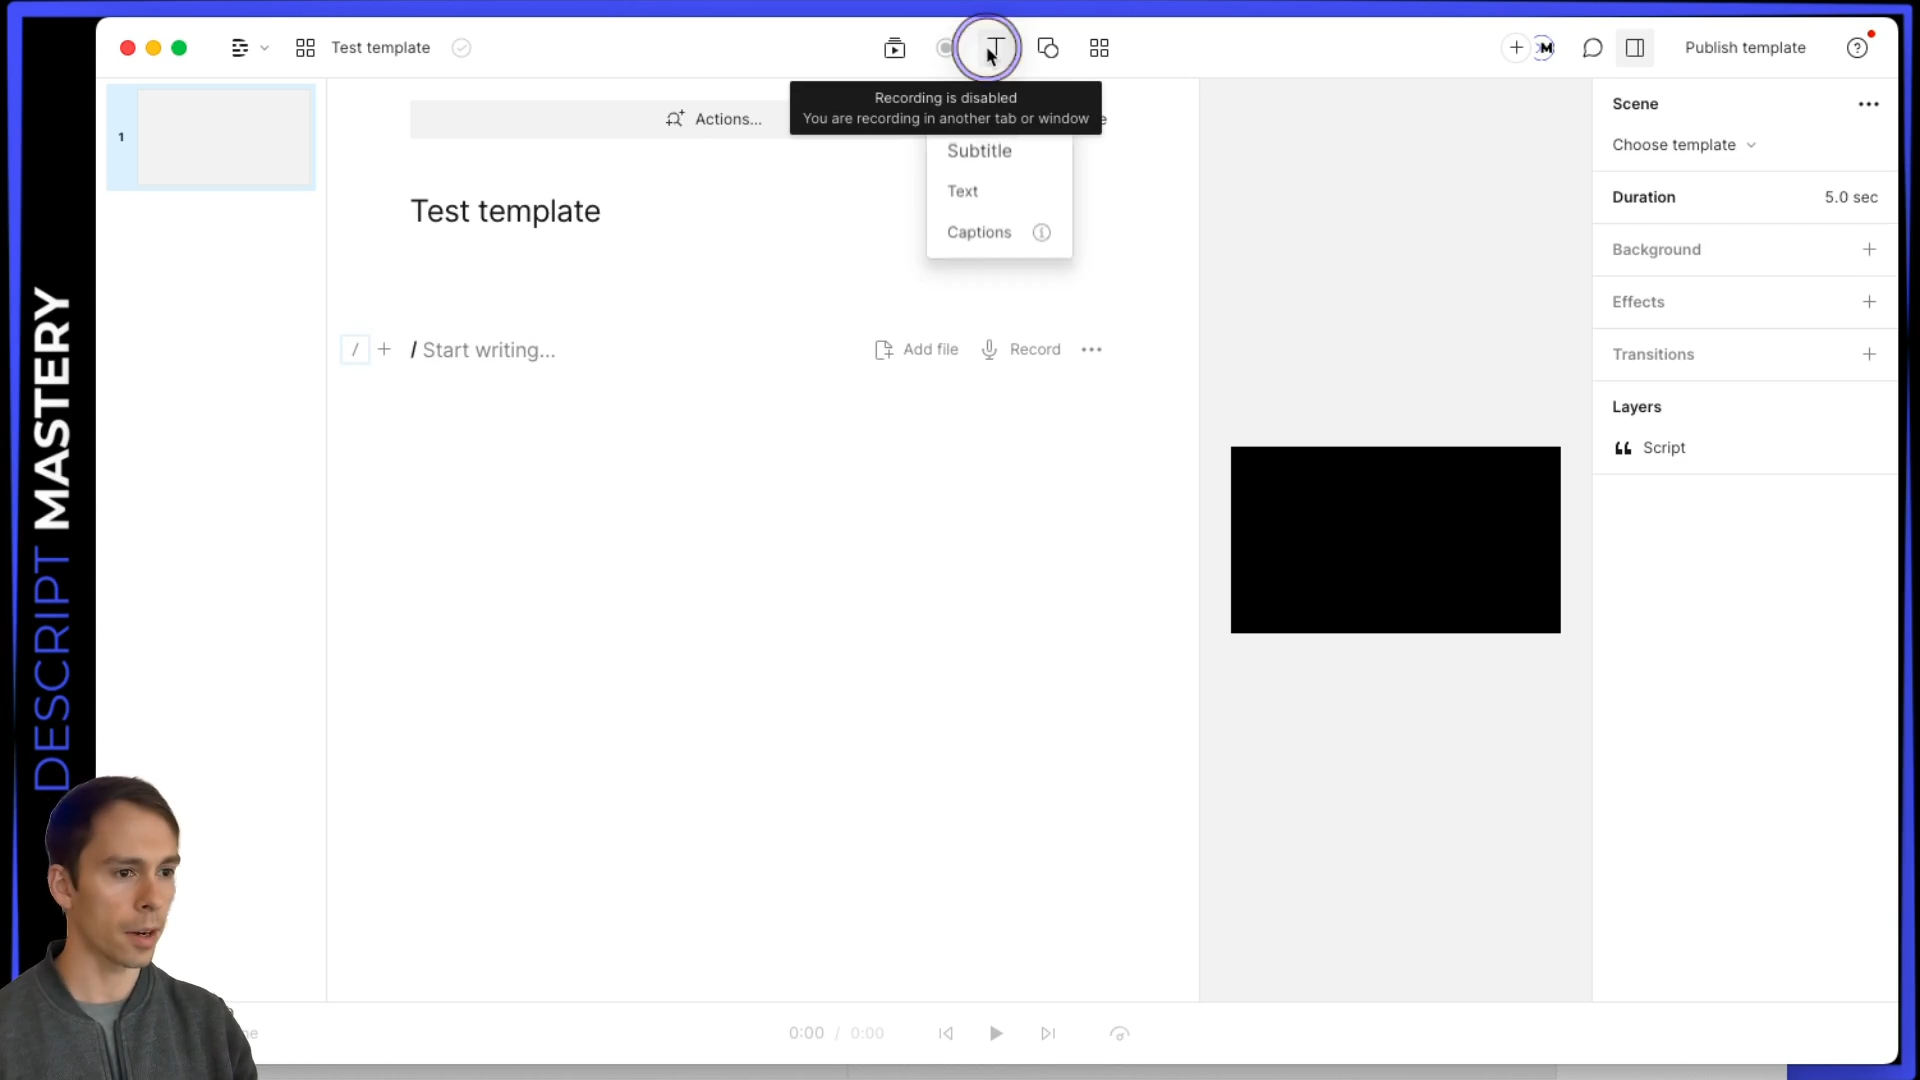 Test template
Publish template
Recording is disabled
You are recording in another tab or window
Actions...
Subtitle
Text
Captions
1
Test template
/ + / Start writing...
Add file
Record
Scene
Choose template
Duration 5.0 sec
Background
Effects
Transitions
Layers
Script
DESCRIPT MASTERY
0:00 / 0:00